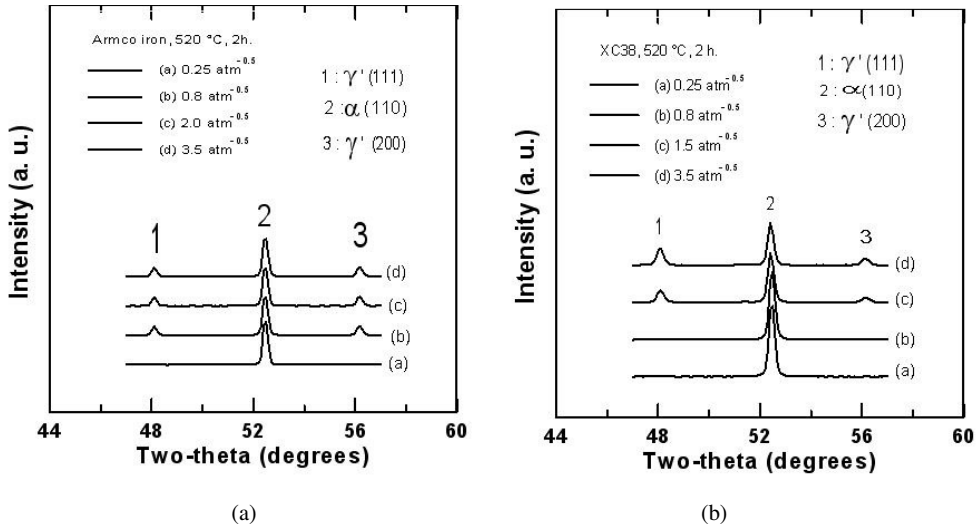 Armco iron, 520 °C, 2h.
(a) 0.25 atm⁻⁰·⁵
(b) 0.8 atm⁻⁰·⁵
(c) 2.0 atm⁻⁰·⁵
(d) 3.5 atm⁻⁰·⁵
1 : γ' (111)
2 : α (110)
3 : γ' (200)
Intensity (a. u.)
1
2
3
(d)
(c)
(b)
(a)
44 48 52 56 60
Two-theta (degrees)
(a)
XC38, 520 °C, 2 h.
(a) 0.25 atm⁻⁰·⁵
(b) 0.8 atm⁻⁰·⁵
(c) 1.5 atm⁻⁰·⁵
(d) 3.5 atm⁻⁰·⁵
1 : γ' (111)
2 : α (110)
3 : γ' (200)
Intensity (a. u.)
1
2
3
(d)
(c)
(b)
(a)
44 48 52 56 60
Two-theta (degrees)
(b)